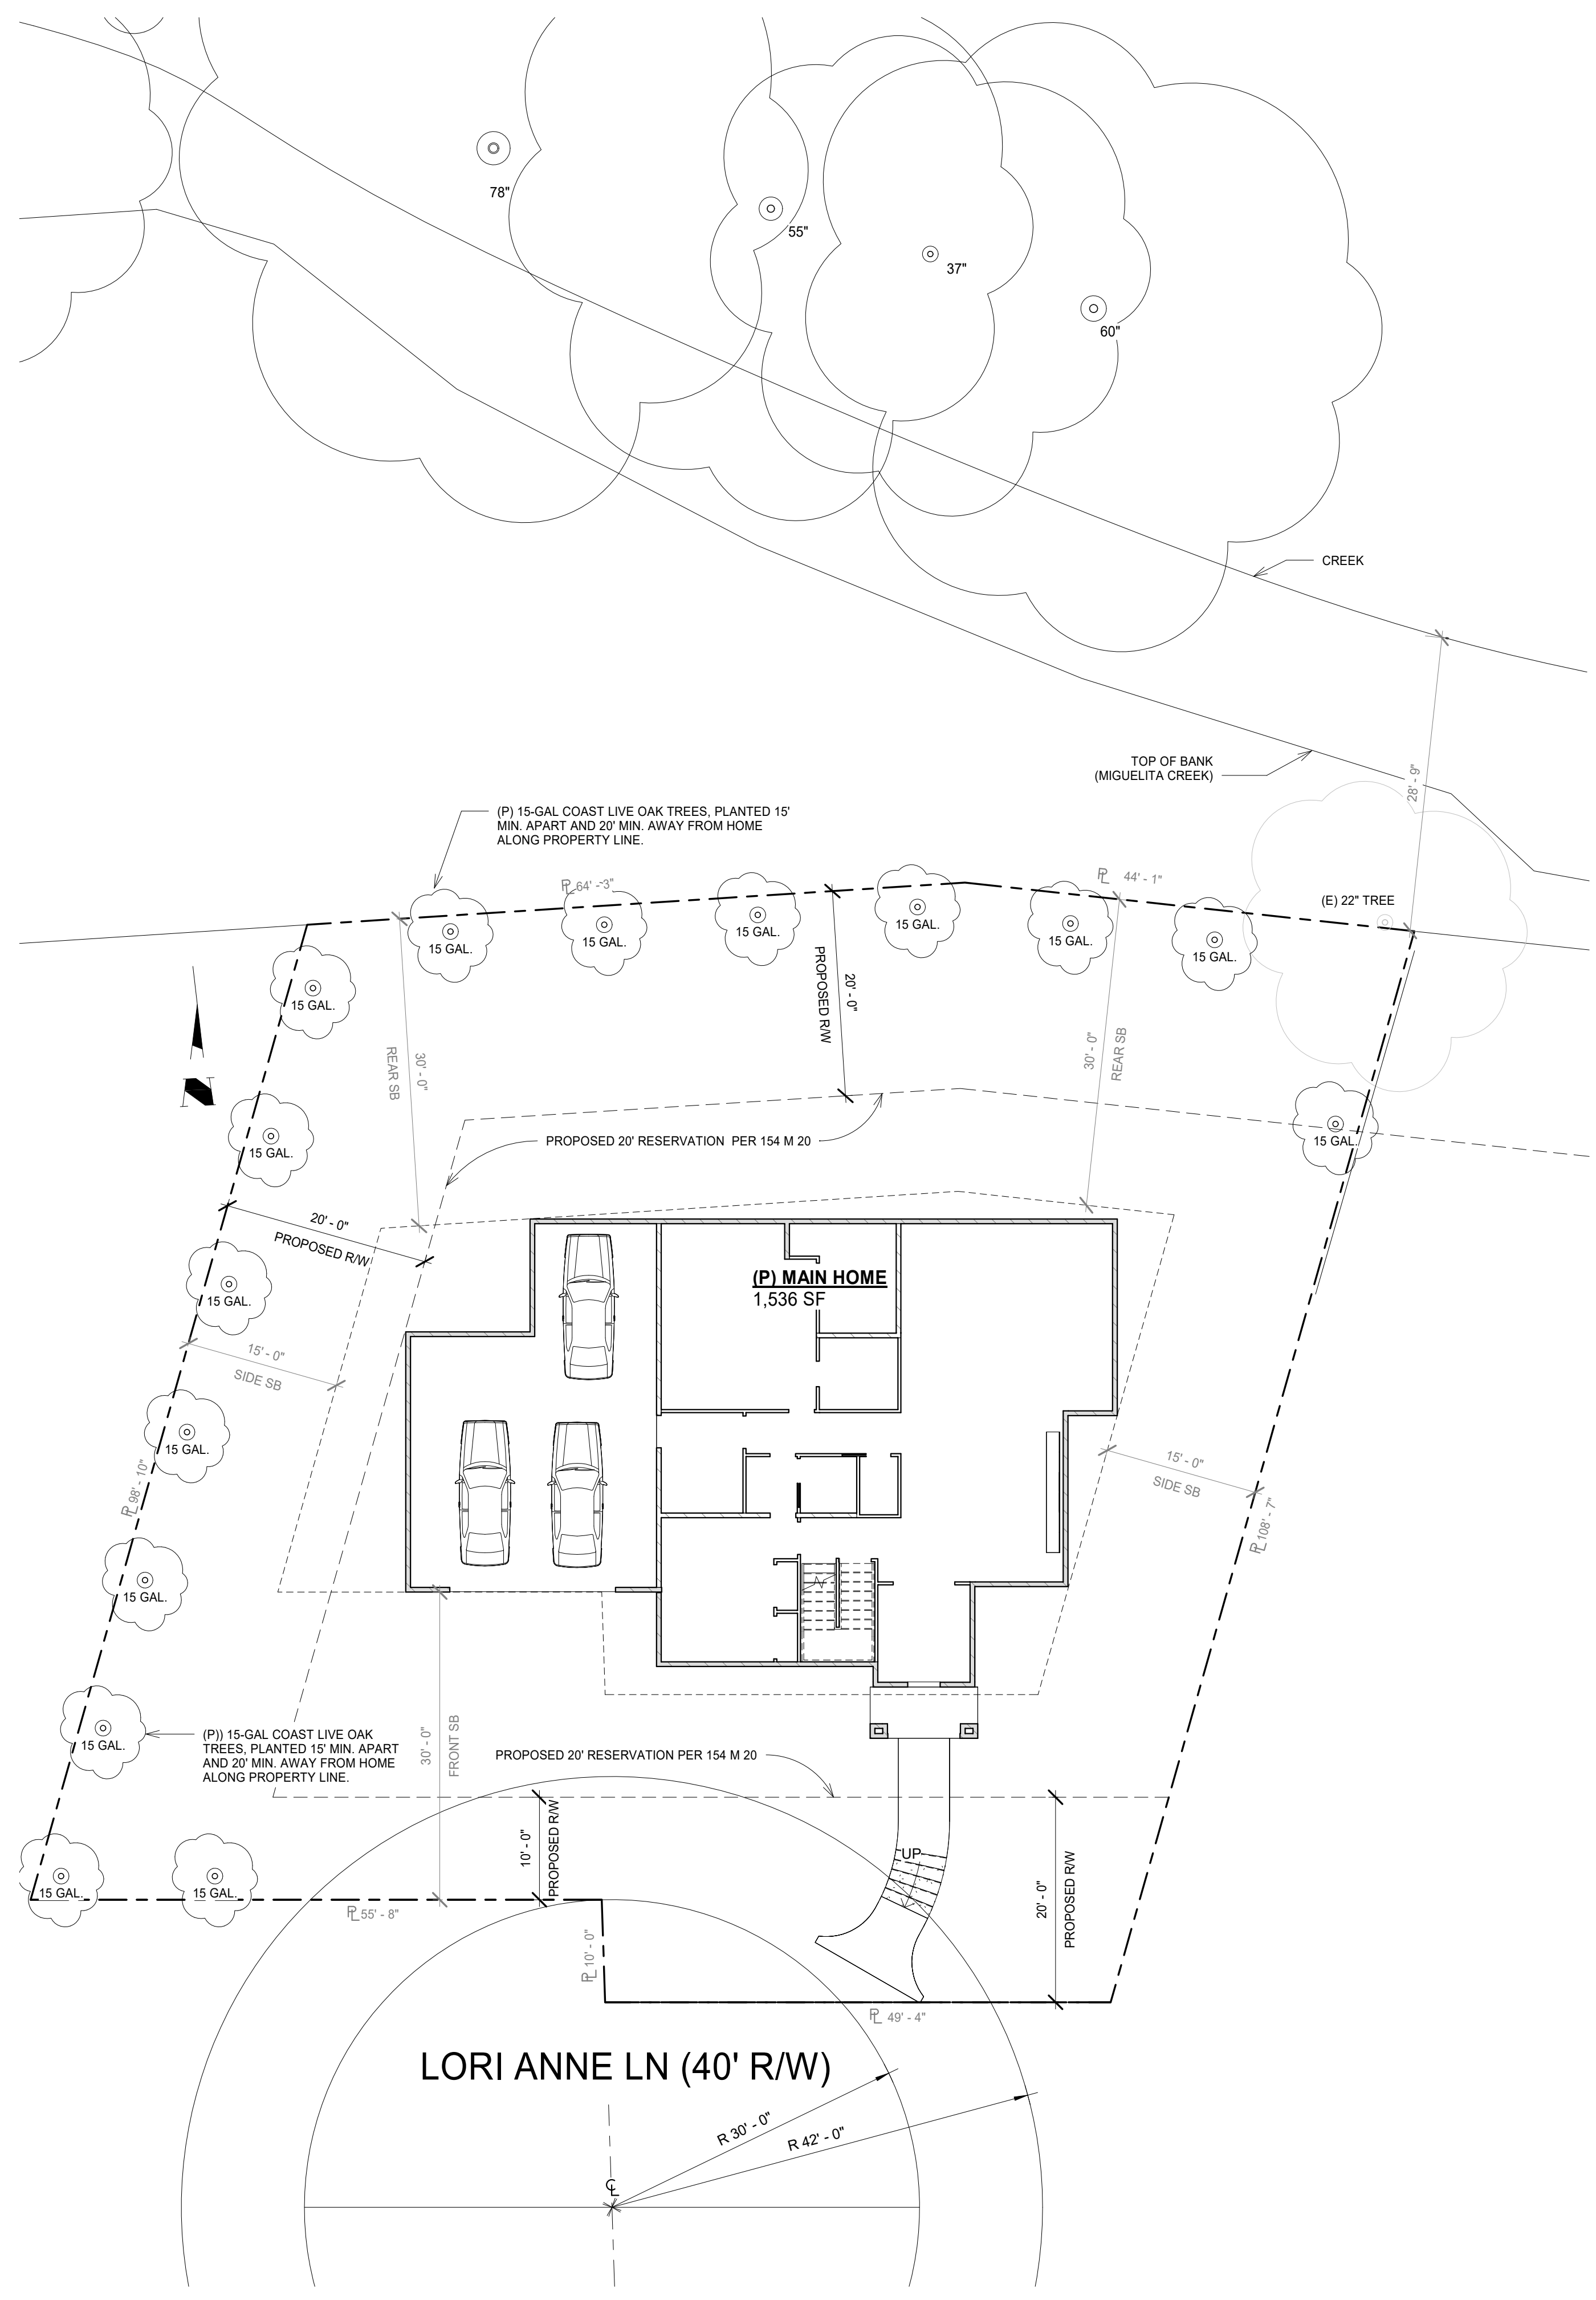 78"
55"
37"
60"
CREEK
TOP OF BANK
(MIGUELITA CREEK)
28' - 9"
(P) 15-GAL COAST LIVE OAK TREES, PLANTED 15'
MIN. APART AND 20' MIN. AWAY FROM HOME
ALONG PROPERTY LINE.
PL 64' - 3"
PL 44' - 1"
(E) 22" TREE
15 GAL.
15 GAL.
15 GAL.
15 GAL.
15 GAL.
15 GAL.
15 GAL.
N
30' - 0"
REAR SB
20' - 0"
PROPOSED R/W
30' - 0"
REAR SB
15 GAL.
15 GAL.
PROPOSED 20' RESERVATION PER 154 M 20
20' - 0"
PROPOSED R/W
15 GAL.
(P) MAIN HOME
1,536 SF
15' - 0"
SIDE SB
15 GAL.
15' - 0"
SIDE SB
PL 98' - 10"
PL 108' - 7"
15 GAL.
15 GAL.
(P)) 15-GAL COAST LIVE OAK
TREES, PLANTED 15' MIN. APART
AND 20' MIN. AWAY FROM HOME
ALONG PROPERTY LINE.
30' - 0"
FRONT SB
PROPOSED 20' RESERVATION PER 154 M 20
10' - 0"
PROPOSED R/W
UP
20' - 0"
PROPOSED R/W
15 GAL.
15 GAL.
PL 55' - 8"
PL 10' - 0"
PL 49' - 4"
LORI ANNE LN (40' R/W)
R 30' - 0"
R 42' - 0"
CL